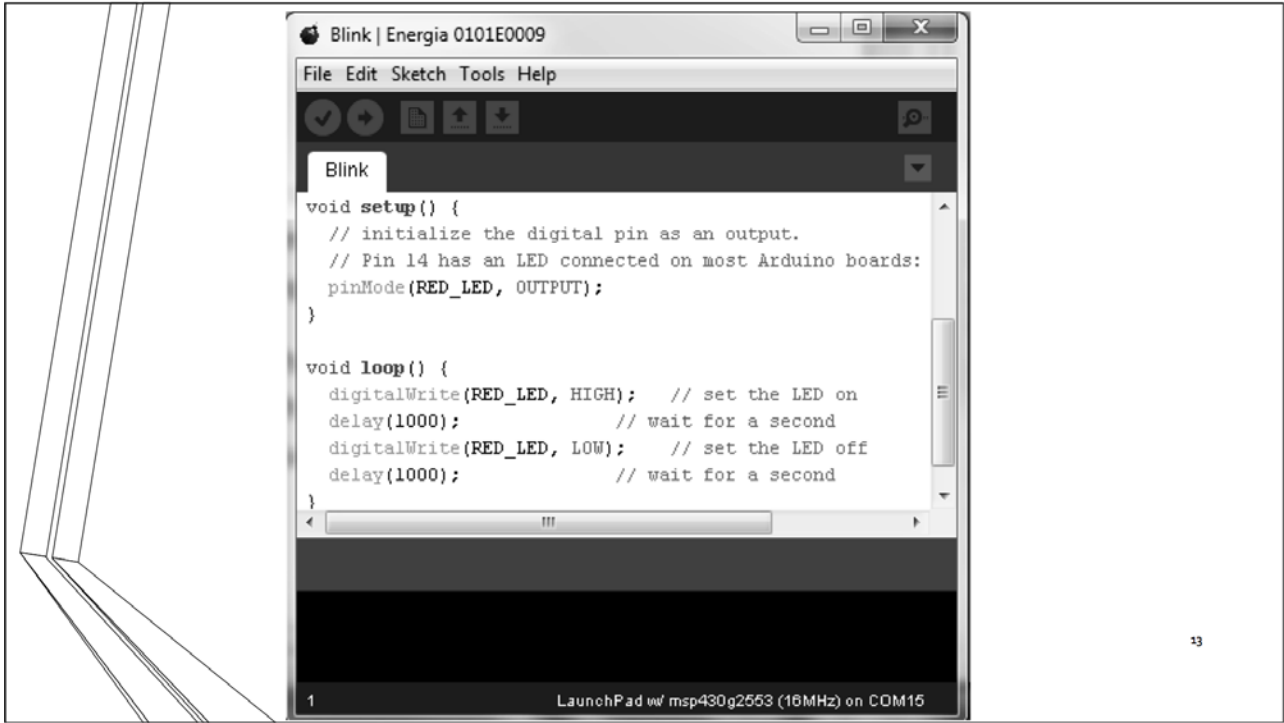 Blink | Energia 0101E0009
File Edit Sketch Tools Help
Blink
void setup() {
  // initialize the digital pin as an output.
  // Pin 14 has an LED connected on most Arduino boards:
  pinMode(RED_LED, OUTPUT);
}
void loop() {
  digitalWrite(RED_LED, HIGH);   // set the LED on
  delay(1000);              // wait for a second
  digitalWrite(RED_LED, LOW);    // set the LED off
  delay(1000);              // wait for a second
}
13
1 LaunchPad w/ msp430g2553 (16MHz) on COM15